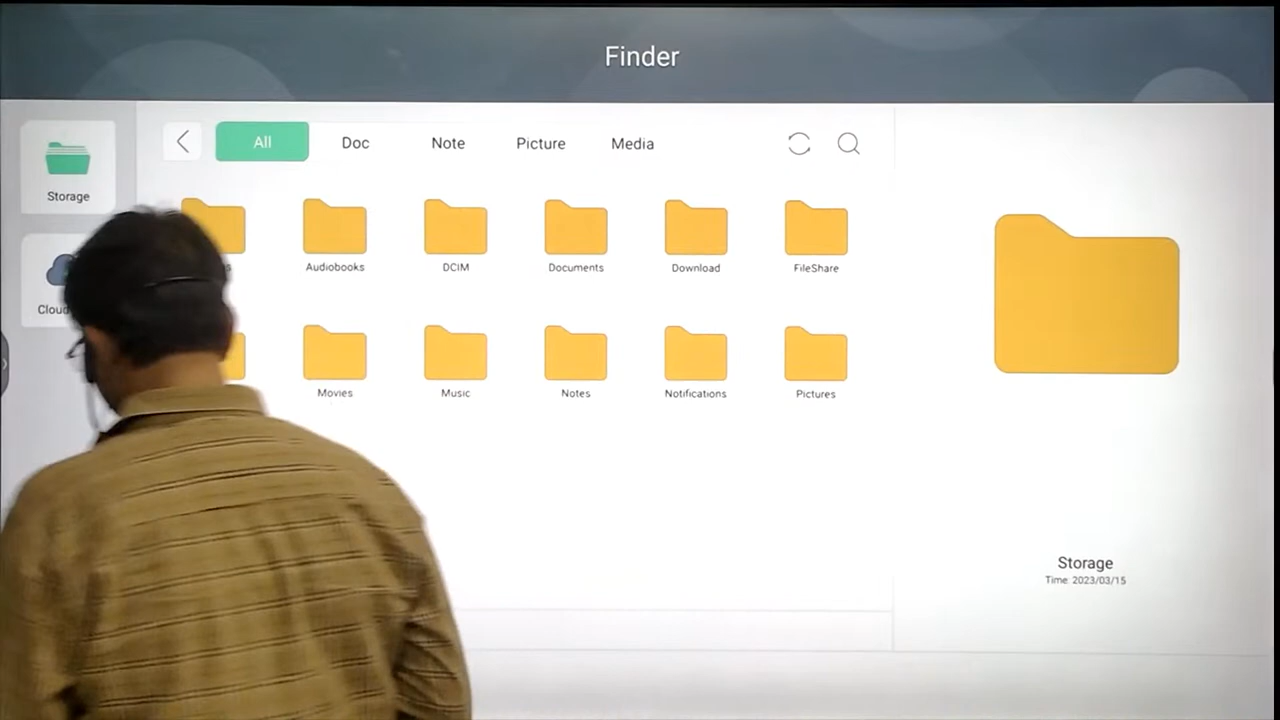 Finder
All Doc Note Picture Media
Storage
Audiobooks DCIM Documents Download FileShare
Cloud
Movies Music Notes Notifications Pictures
Storage
Time: 2023/03/15